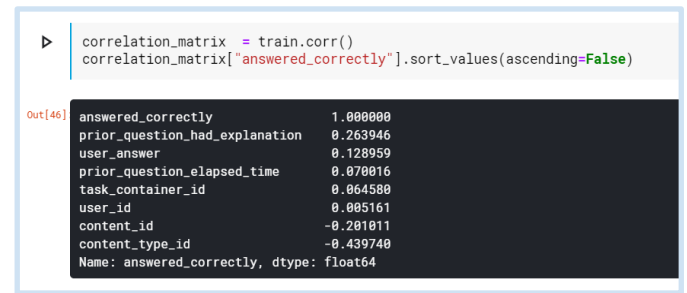 correlation_matrix  = train.corr()
correlation_matrix["answered_correctly"].sort_values(ascending=False)
Out[46]
answered_correctly                1.000000
prior_question_had_explanation    0.263946
user_answer                       0.128959
prior_question_elapsed_time       0.070016
task_container_id                 0.064580
user_id                           0.005161
content_id                       -0.201011
content_type_id                  -0.439740
Name: answered_correctly, dtype: float64